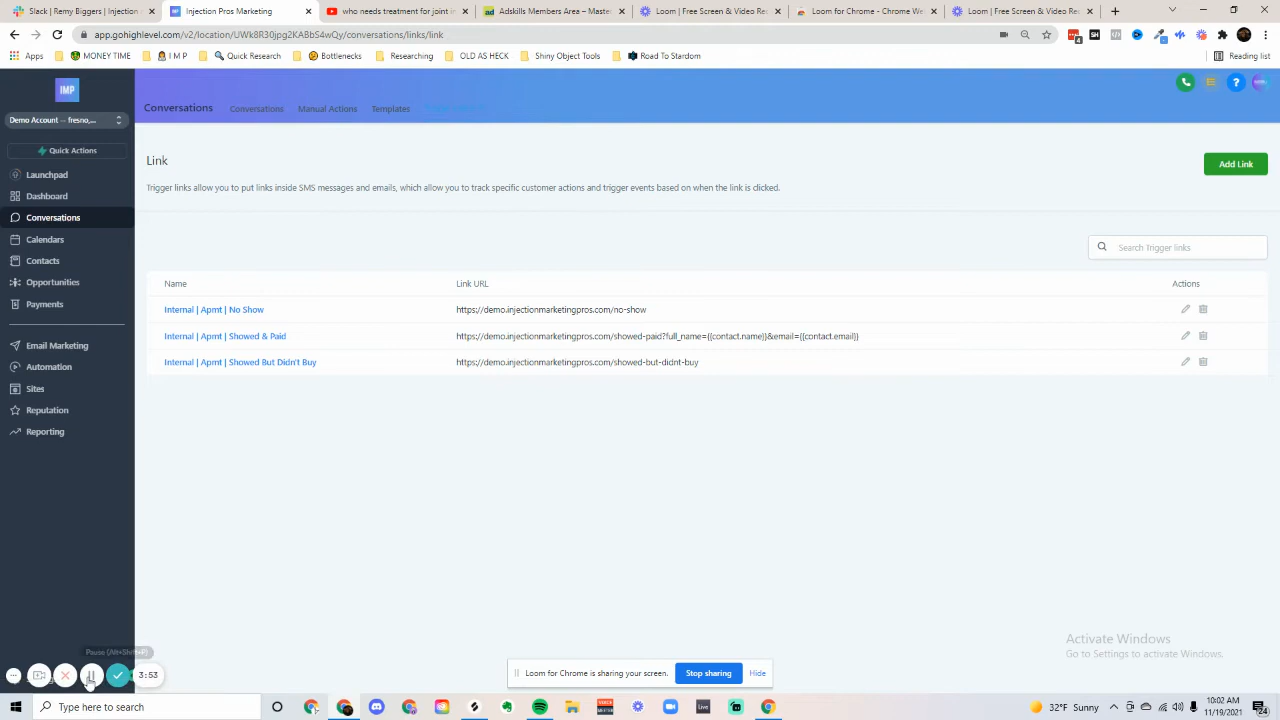 Slack | Remy Biggers | Injection
Injection Marketing
who needs treatment for joint in
Adskills Members Area – Master
Loom | Free Screen & Video Rec
Loom for Chrome - Chrome We
Loom | Free Screen & Video Rec
app.gohighlevel.com/v2/location/UWk8R30jpg2KABbS4wQy/conversations/links/link
Apps
MONEY TIME
I M P
Quick Research
Bottlenecks
Researching
OLD AS HECK
Shiny Object Tools
Road To Stardom
Reading list
IMP
Conversations
Conversations
Manual Actions
Templates
Demo Account -- fresno,...
Quick Actions
Launchpad
Dashboard
Conversations
Calendars
Contacts
Opportunities
Payments
Email Marketing
Automation
Sites
Reputation
Reporting
Link
Add Link
Trigger links allow you to put links inside SMS messages and emails, which allow you to track specific customer actions and trigger events based on when the link is clicked.
Search Trigger links
Name Link URL Actions
Internal | Apmt | No Show https://demo.injectionmarketingpros.com/no-show
Internal | Apmt | Showed & Paid https://demo.injectionmarketingpros.com/showed-paid?full_name={{contact.name}}&email={{contact.email}}
Internal | Apmt | Showed But Didn't Buy https://demo.injectionmarketingpros.com/showed-but-didnt-buy
Activate Windows
Go to Settings to activate Windows.
Pause (Alt+Shift+P)
3:53
Loom for Chrome is sharing your screen.
Stop sharing
Hide
Type here to search
Live
32°F Sunny
10:02 AM
11/19/2021
24